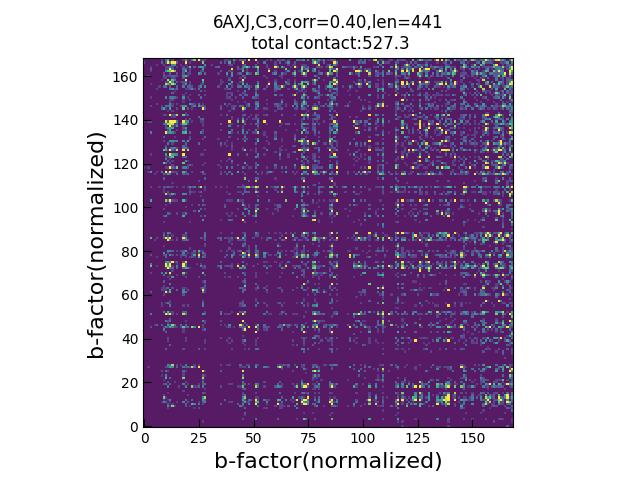 6AXJ,C3,corr=0.40,len=441
total contact:527.3
160
140
120
100
80
60
40
20
0
b-factor(normalized)
0 25 50 75 100 125 150
b-factor(normalized)